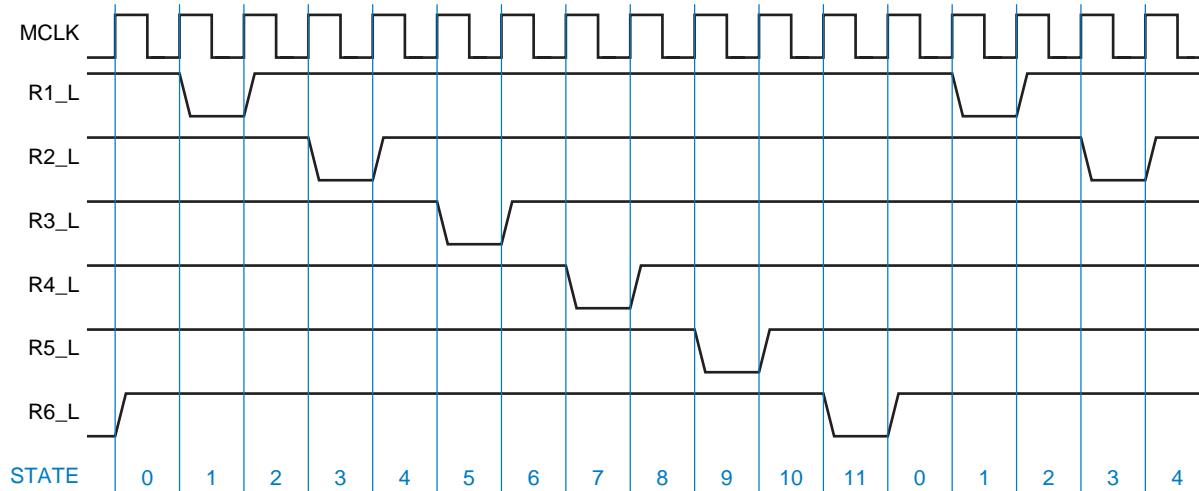 MCLK
R1_L
R2_L
R3_L
R4_L
R5_L
R6_L
STATE 0 1 2 3 4 5 6 7 8 9 10 11 0 1 2 3 4